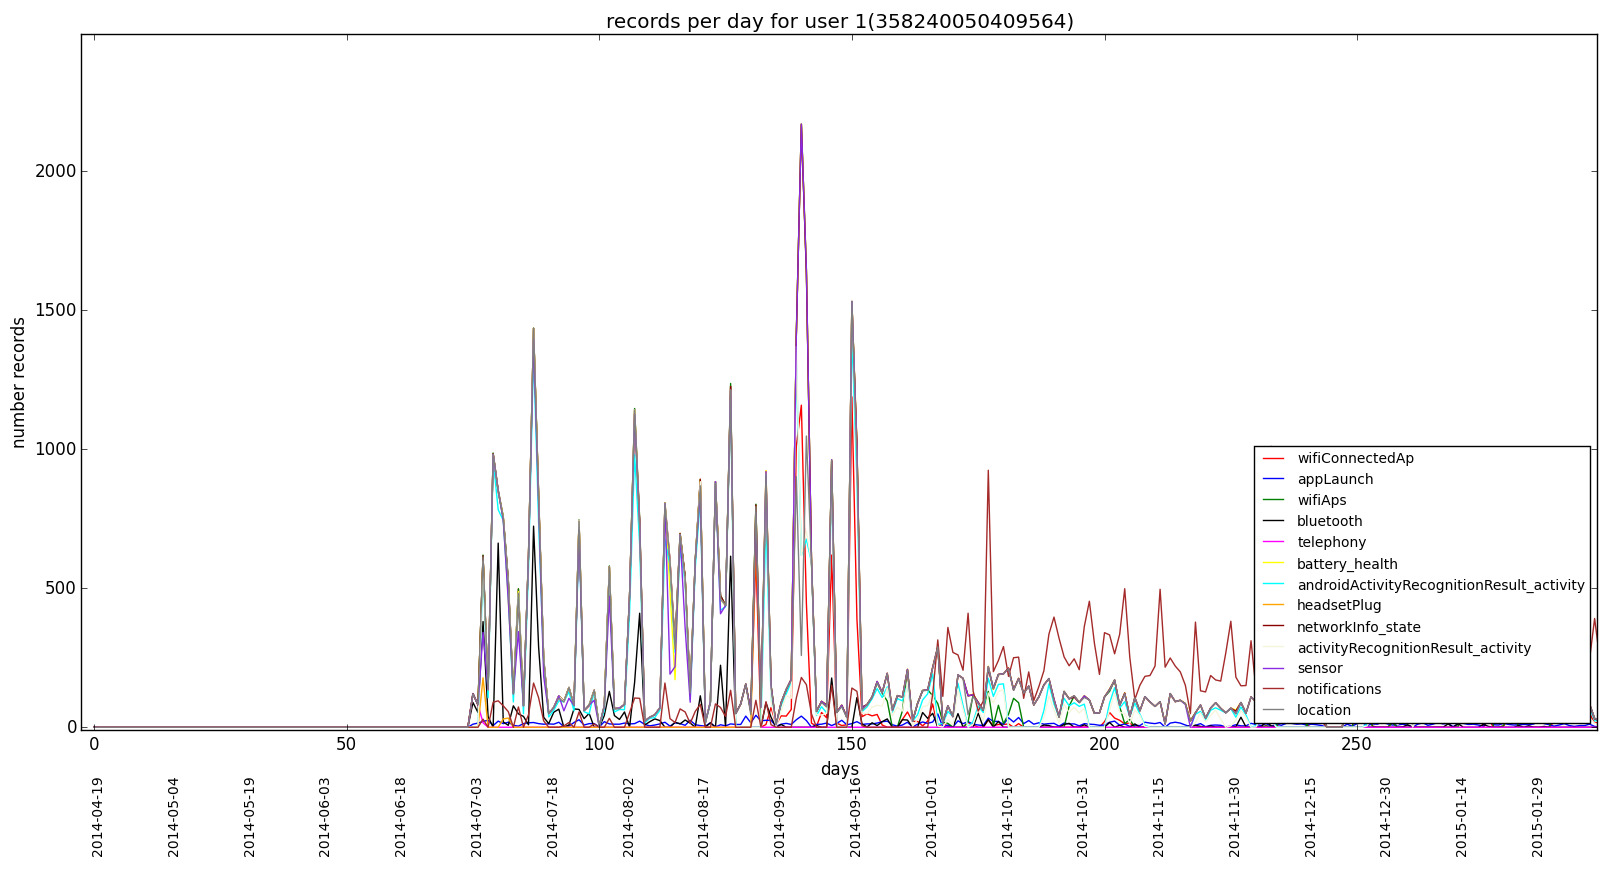 records per day for user 1(358240050409564)
number records
2000
1500
1000
500
0
wifiConnectedAp
appLaunch
wifiAps
bluetooth
telephony
battery_health
androidActivityRecognitionResult_activity
headsetPlug
networkInfo_state
activityRecognitionResult_activity
sensor
notifications
location
0 50 100 150 200 250
days
2014-04-19 2014-05-04 2014-05-19 2014-06-03 2014-06-18 2014-07-03 2014-07-18 2014-08-02 2014-08-17 2014-09-01 2014-09-16 2014-10-01 2014-10-16 2014-10-31 2014-11-15 2014-11-30 2014-12-15 2014-12-30 2015-01-14 2015-01-29